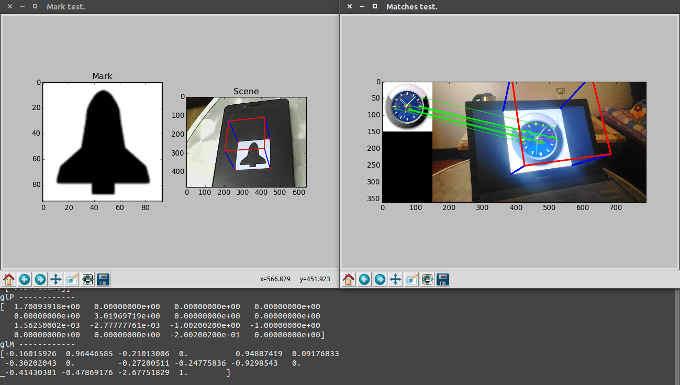 Mark test.
Matches test.
Mark
Scene
0
20
40
60
80
0 20 40 60 80
0
100
200
300
400
0 100 200 300 400 500 600
0
50
100
150
200
250
300
350
0 100 200 300 400 500 600 700
x=566.829 y=451.923
glP ------------
[ 1.70093918e+00 0.00000000e+00 0.00000000e+00 0.00000000e+00
0.00000000e+00 3.01969719e+00 0.00000000e+00 0.00000000e+00
1.56250002e-03 -2.77777761e-03 -1.00200200e+00 -1.00000000e+00
0.00000000e+00 0.00000000e+00 -2.00200200e-01 0.00000000e+00]
glM ------------
[-0.16015926 0.96446585 -0.21013006 0. 0.94887419 0.09176833
-0.30202043 0. -0.27200511 -0.24775836 -0.9298543 0.
-0.41430381 -0.47869176 -2.67751829 1. ]